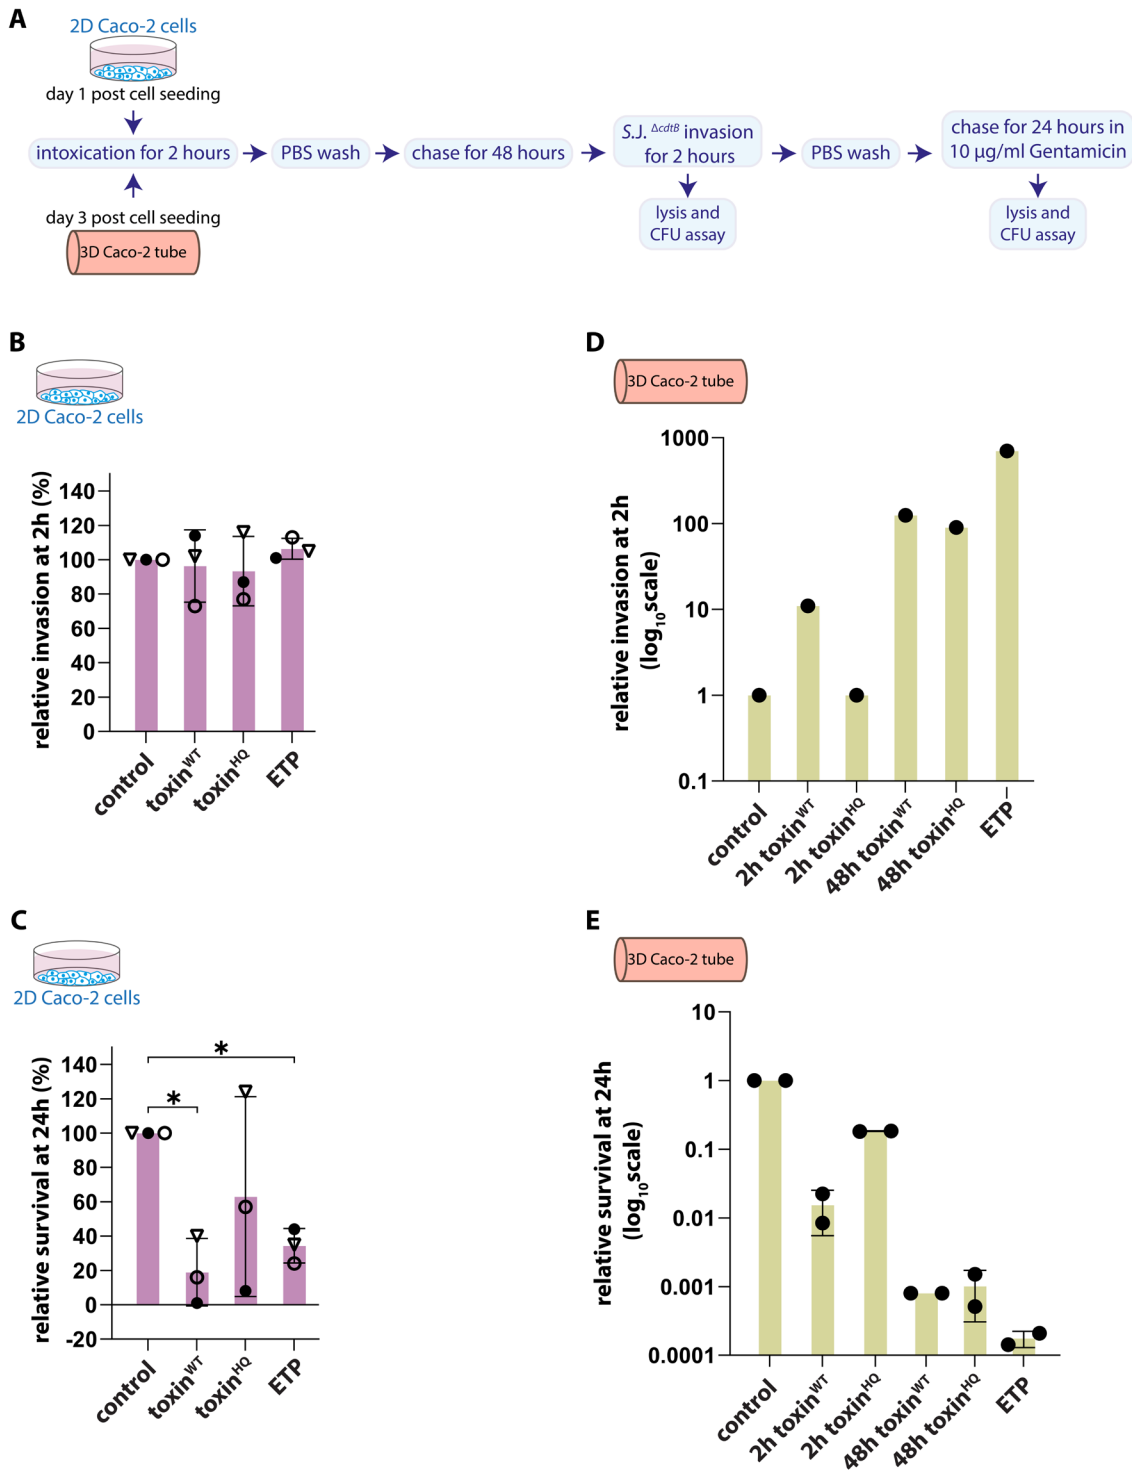 A
2D Caco-2 cells
day 1 post cell seeding
intoxication for 2 hours
PBS wash
chase for 48 hours
S.J. ΔcdtB invasion
for 2 hours
PBS wash
chase for 24 hours in
10 µg/ml Gentamicin
lysis and
CFU assay
lysis and
CFU assay
day 3 post cell seeding
3D Caco-2 tube
B
2D Caco-2 cells
relative invasion at 2h (%)
140
120
100
80
60
40
20
0
control
toxinWT
toxinHQ
ETP
D
3D Caco-2 tube
relative invasion at 2h
(log10scale)
1000
100
10
1
0.1
control
2h toxinWT
2h toxinHQ
48h toxinWT
48h toxinHQ
ETP
C
2D Caco-2 cells
relative survival at 24h (%)
140
120
100
80
60
40
20
0
-20
*
*
control
toxinWT
toxinHQ
ETP
E
3D Caco-2 tube
relative survival at 24h
(log10scale)
10
1
0.1
0.01
0.001
0.0001
control
2h toxinWT
2h toxinHQ
48h toxinWT
48h toxinHQ
ETP